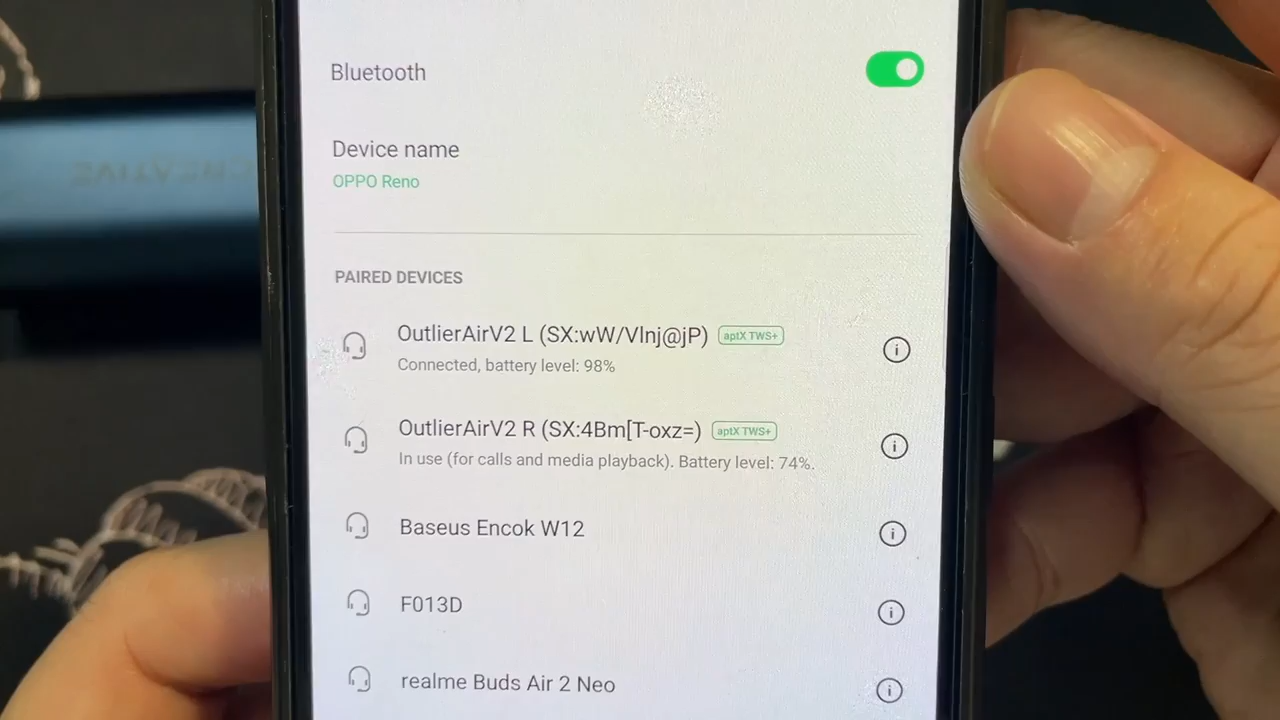 CREATIVE
Bluetooth
Device name
OPPO Reno
PAIRED DEVICES
OutlierAirV2 L (SX:wW/Vlnj@jP) aptX TWS+
Connected, battery level: 98%
OutlierAirV2 R (SX:4Bm[T-oxz=) aptX TWS+
In use (for calls and media playback). Battery level: 74%.
Baseus Encok W12
F013D
realme Buds Air 2 Neo